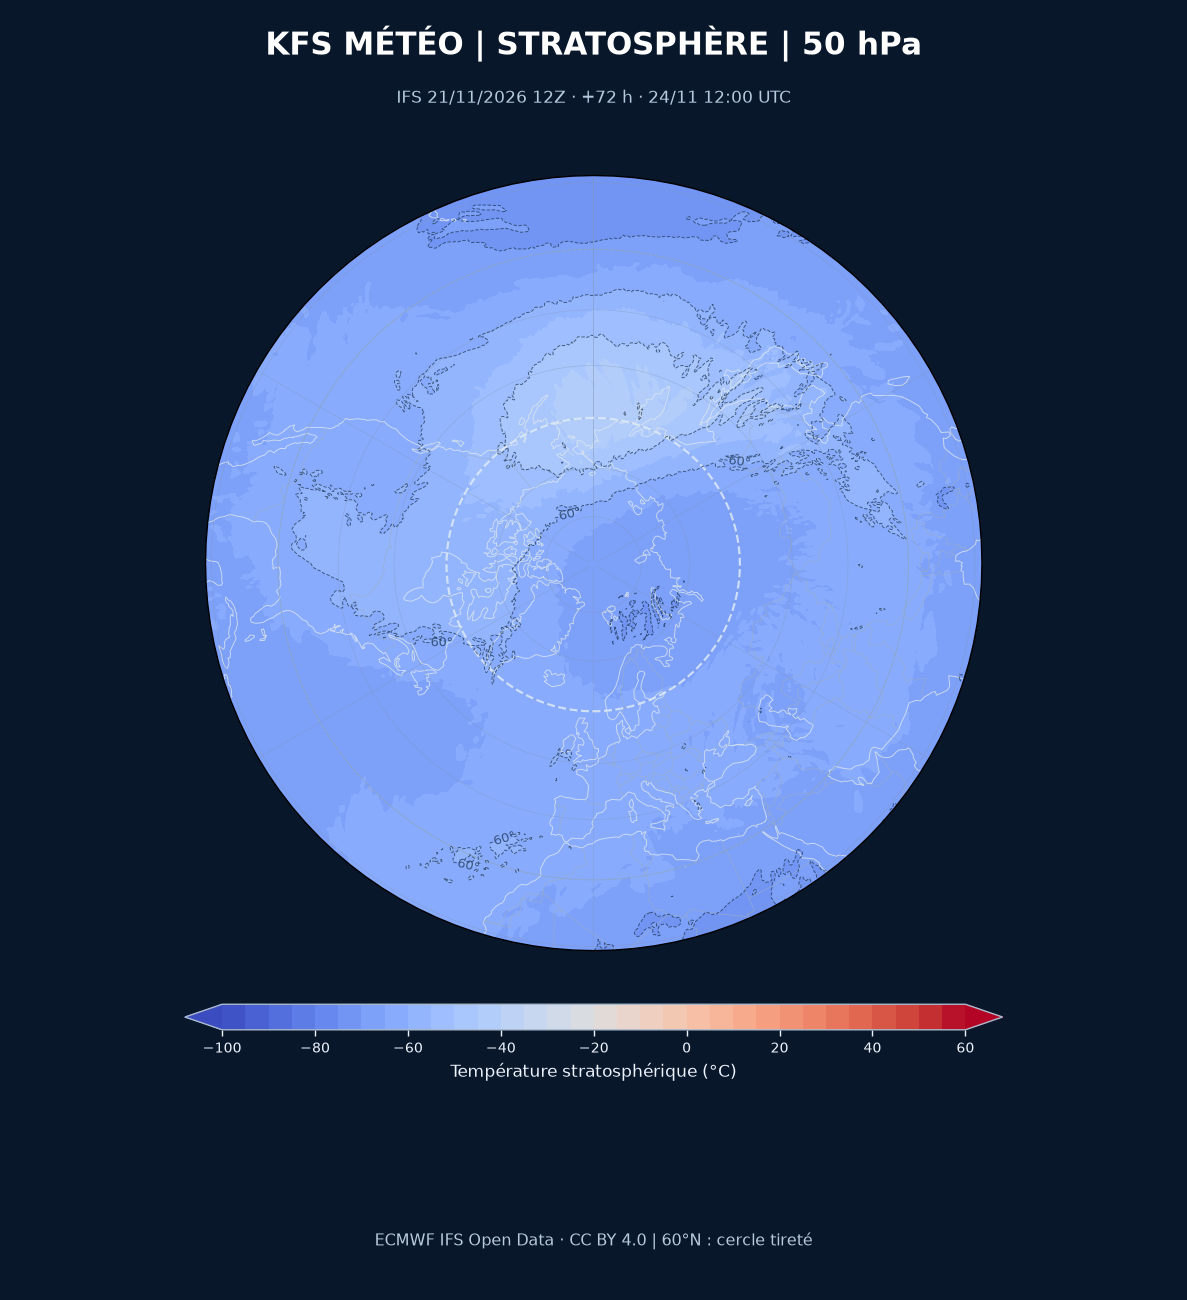 KFS MÉTÉO | STRATOSPHÈRE | 50 hPa
IFS 21/11/2026 12Z · +72 h · 24/11 12:00 UTC
-60°
-60°
-60°
-60°
-60°
−100 −80 −60 −40 −20 0 20 40 60
Température stratosphérique (°C)
ECMWF IFS Open Data · CC BY 4.0 | 60°N : cercle tireté